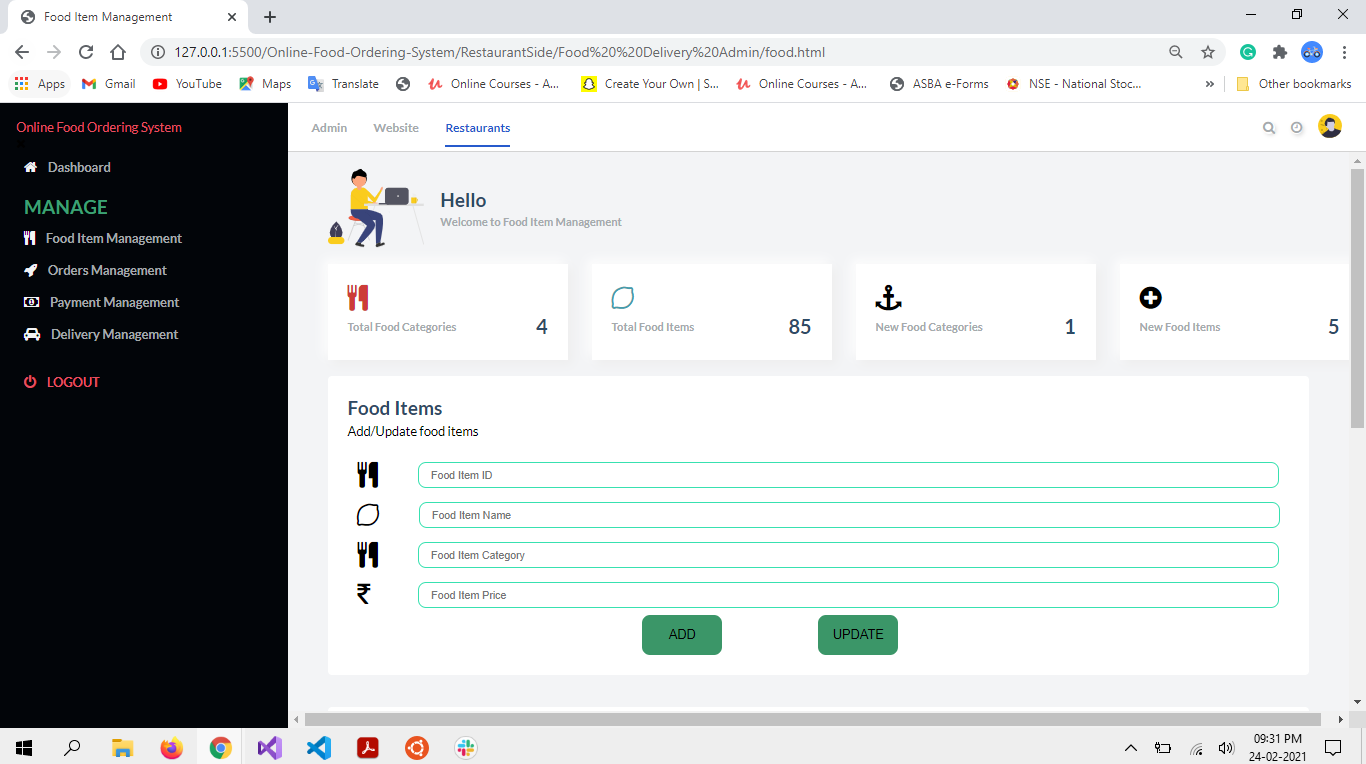 Food Item Management
127.0.0.1:5500/Online-Food-Ordering-System/RestaurantSide/Food%20%20Delivery%20Admin/food.html
Apps Gmail YouTube Maps Translate Online Courses - A... Create Your Own | S... Online Courses - A... ASBA e-Forms NSE - National Stoc... » Other bookmarks
Online Food Ordering System
Admin Website Restaurants
Dashboard
MANAGE
Food Item Management
Orders Management
Payment Management
Delivery Management
LOGOUT
Hello
Welcome to Food Item Management
Total Food Categories 4
Total Food Items 85
New Food Categories 1
New Food Items 5
Food Items
Add/Update food items
Food Item ID
Food Item Name
Food Item Category
₹ Food Item Price
ADD UPDATE
09:31 PM
24-02-2021